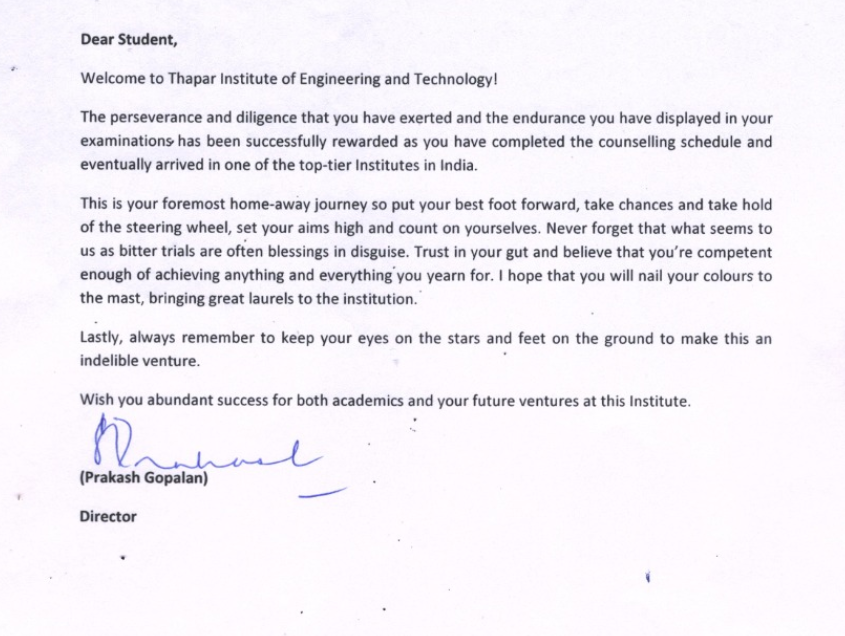 Dear Student,
Welcome to Thapar Institute of Engineering and Technology!
The perseverance and diligence that you have exerted and the endurance you have displayed in your
examinations has been successfully rewarded as you have completed the counselling schedule and
eventually arrived in one of the top-tier Institutes in India.
This is your foremost home-away journey so put your best foot forward, take chances and take hold
of the steering wheel, set your aims high and count on yourselves. Never forget that what seems to
us as bitter trials are often blessings in disguise. Trust in your gut and believe that you're competent
enough of achieving anything and everything you yearn for. I hope that you will nail your colours to
the mast, bringing great laurels to the institution.
Lastly, always remember to keep your eyes on the stars and feet on the ground to make this an
indelible venture.
Wish you abundant success for both academics and your future ventures at this Institute.
(Prakash Gopalan)
Director